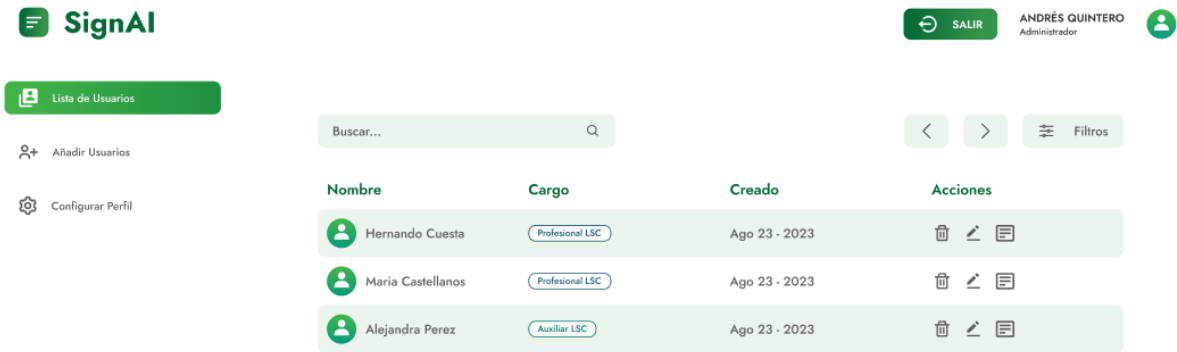 SignAI
SALIR
ANDRÉS QUINTERO
Administrador
Lista de Usuarios
Añadir Usuarios
Configurar Perfil
Buscar...
Filtros
Nombre Cargo Creado Acciones
Hernando Cuesta Profesional LSC Ago 23 - 2023
Maria Castellanos Profesional LSC Ago 23 - 2023
Alejandra Perez Auxiliar LSC Ago 23 - 2023